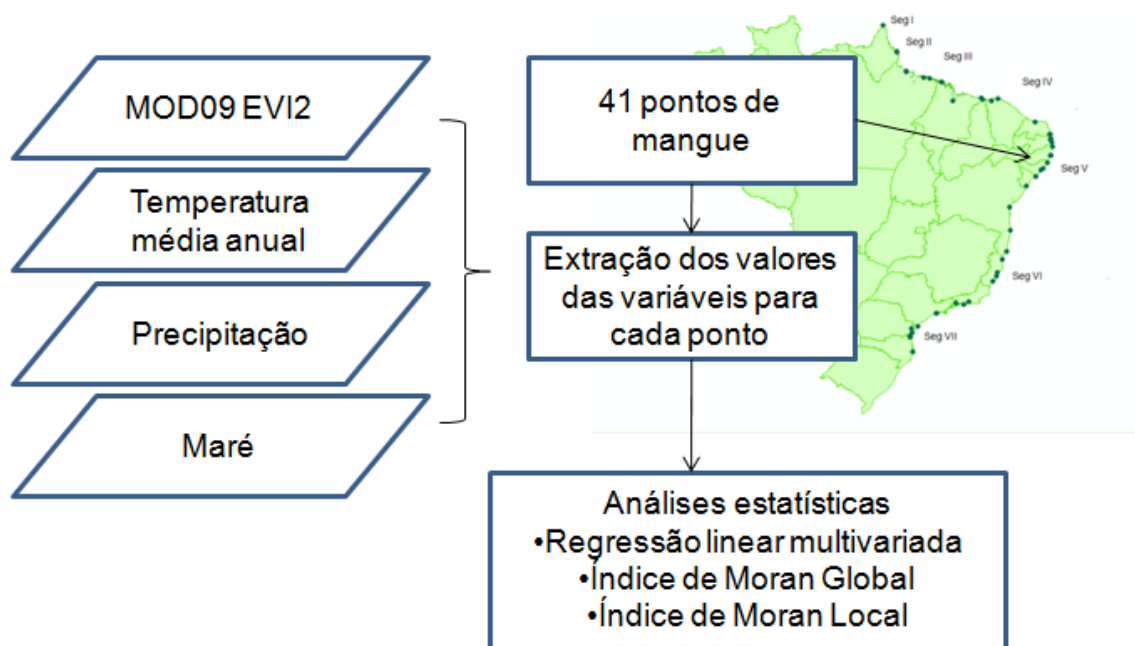 MOD09 EVI2
Temperatura
média anual
Precipitação
Maré
41 pontos de
mangue
Extração dos valores
das variáveis para
cada ponto
Análises estatísticas
•Regressão linear multivariada
•Índice de Moran Global
•Índice de Moran Local
Seg I
Seg II
Seg III
Seg IV
Seg V
Seg VI
Seg VII